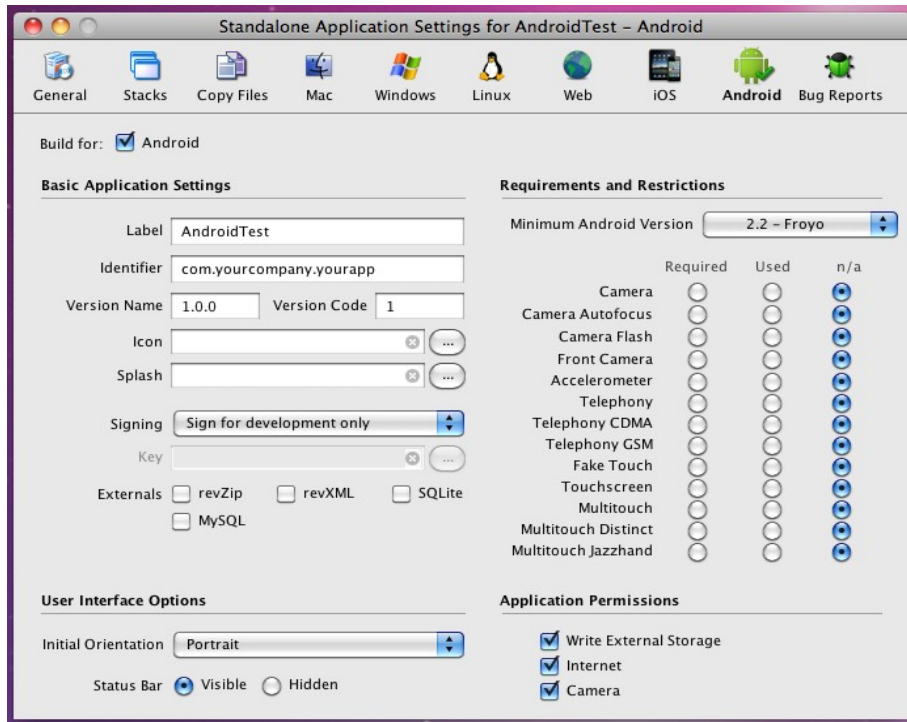 Standalone Application Settings for AndroidTest – Android
General Stacks Copy Files Mac Windows Linux Web iOS Android Bug Reports
Build for: Android
Basic Application Settings
Label AndroidTest
Identifier com.yourcompany.yourapp
Version Name 1.0.0 Version Code 1
Icon ...
Splash ...
Signing Sign for development only
Key ...
Externals revZip revXML SQLite
MySQL
User Interface Options
Initial Orientation Portrait
Status Bar Visible Hidden
Requirements and Restrictions
Minimum Android Version 2.2 – Froyo
Required Used n/a
Camera
Camera Autofocus
Camera Flash
Front Camera
Accelerometer
Telephony
Telephony CDMA
Telephony GSM
Fake Touch
Touchscreen
Multitouch
Multitouch Distinct
Multitouch Jazzhand
Application Permissions
Write External Storage
Internet
Camera